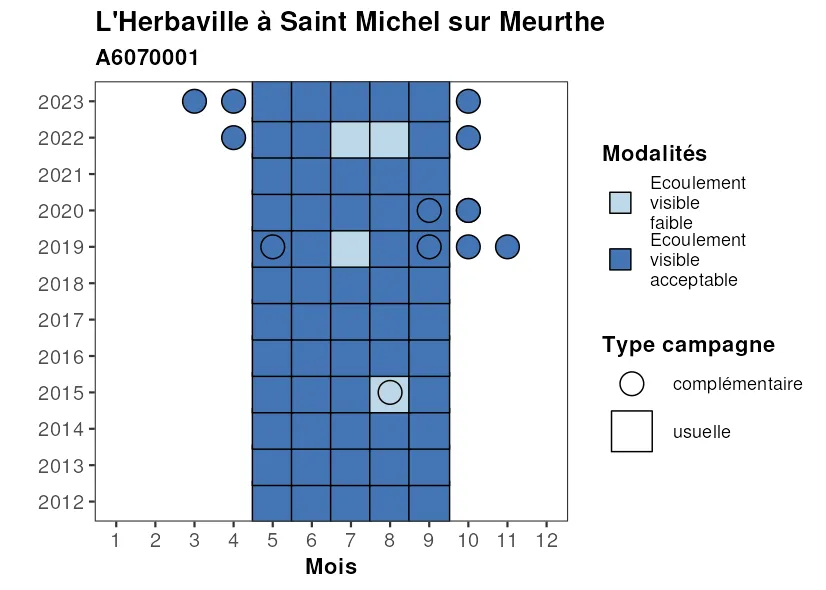 L'Herbaville à Saint Michel sur Meurthe
A6070001
2023
2022
2021
2020
2019
2018
2017
2016
2015
2014
2013
2012
1 2 3 4 5 6 7 8 9 10 11 12
Mois
Modalités
Ecoulement
visible
faible
Ecoulement
visible
acceptable
Type campagne
complémentaire
usuelle